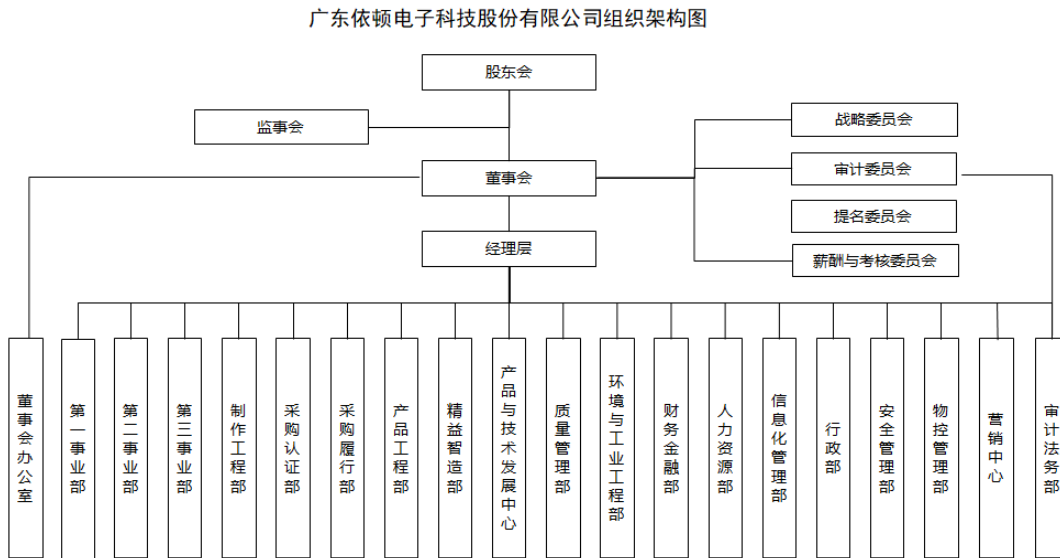 广东依顿电子科技股份有限公司组织架构图
股东会
监事会
战略委员会
审计委员会
董事会
提名委员会
经理层
薪酬与考核委员会
董事会办公室
第一事业部
第二事业部
第三事业部
制作工程部
采购认证部
采购履行部
产品工程部
精益智造部
产品与技术发展中心
质量管理部
环境与工业工程部
财务金融部
人力资源部
信息化管理部
行政部
安全管理部
物控管理部
营销中心
审计法务部